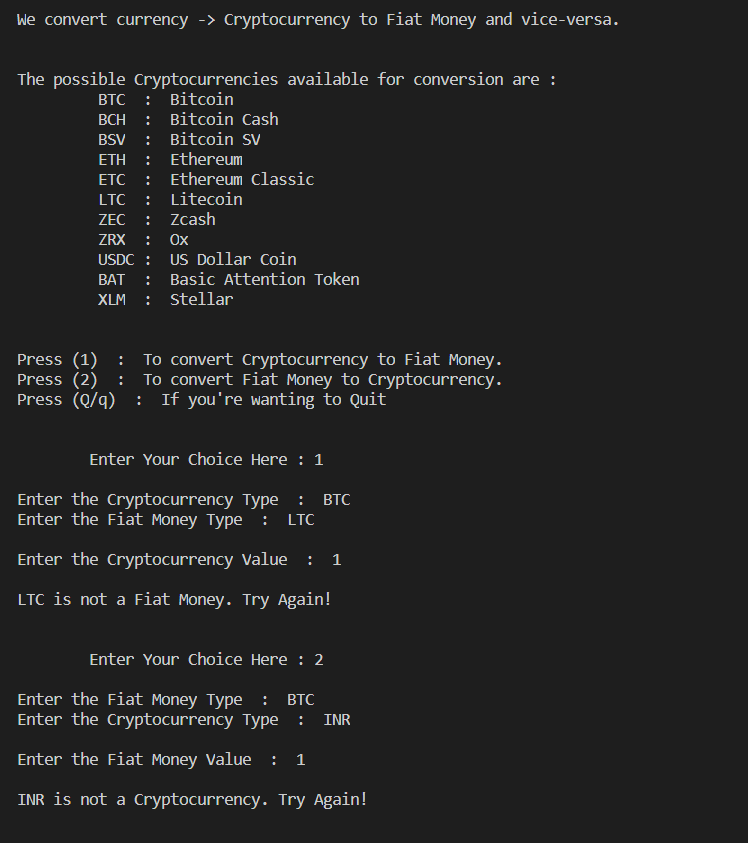 We convert currency -> Cryptocurrency to Fiat Money and vice-versa.
The possible Cryptocurrencies available for conversion are :
BTC : Bitcoin
BCH : Bitcoin Cash
BSV : Bitcoin SV
ETH : Ethereum
ETC : Ethereum Classic
LTC : Litecoin
ZEC : Zcash
ZRX : Ox
USDC : US Dollar Coin
BAT : Basic Attention Token
XLM : Stellar
Press (1) : To convert Cryptocurrency to Fiat Money.
Press (2) : To convert Fiat Money to Cryptocurrency.
Press (Q/q) : If you're wanting to Quit
Enter Your Choice Here : 1
Enter the Cryptocurrency Type : BTC
Enter the Fiat Money Type : LTC
Enter the Cryptocurrency Value : 1
LTC is not a Fiat Money. Try Again!
Enter Your Choice Here : 2
Enter the Fiat Money Type : BTC
Enter the Cryptocurrency Type : INR
Enter the Fiat Money Value : 1
INR is not a Cryptocurrency. Try Again!